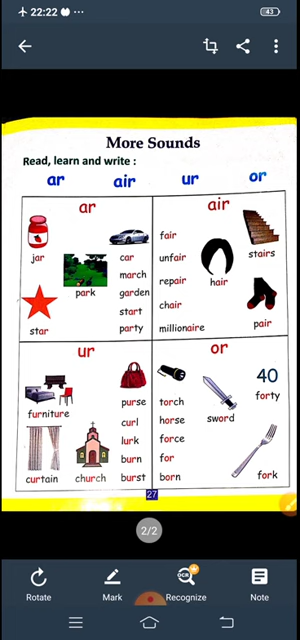 22:22
43
More Sounds
Read, learn and write :
ar air ur or
ar
jar
park
star
car
march
garden
start
party
air
fair
unfair
repair
chair
millionaire
hair
stairs
pair
ur
furniture
curtain
church
purse
curl
lurk
burn
burst
or
torch
horse
force
for
born
sword
40
forty
fork
27
2/2
Rotate
Mark
OCR
Recognize
Note